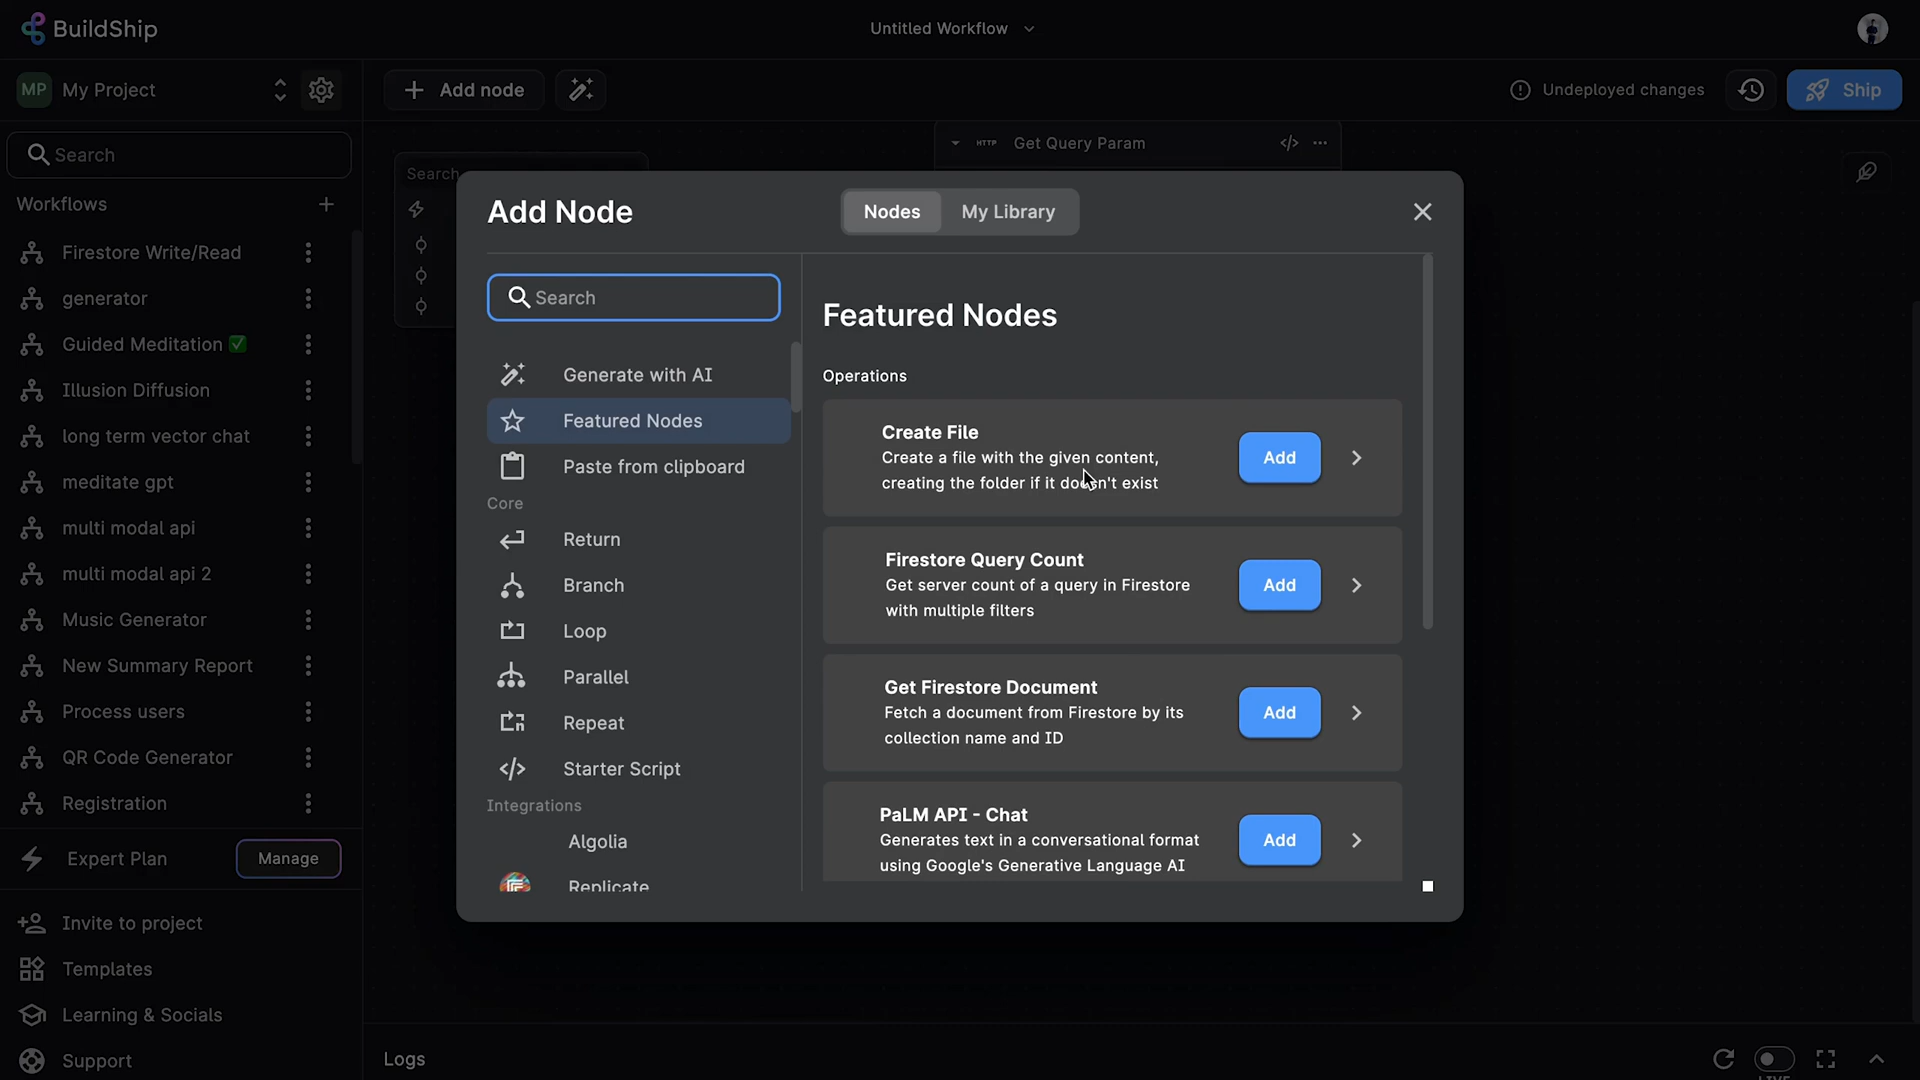 BuildShip
Untitled Workflow
MP My Project
Add node
Undeployed changes
Ship
Search
Workflows
Firestore Write/Read
generator
Guided Meditation ✅
Illusion Diffusion
long term vector chat
meditate gpt
multi modal api
multi modal api 2
Music Generator
New Summary Report
Process users
QR Code Generator
Registration
Expert Plan
Manage
Invite to project
Templates
Learning & Socials
Support
Search
HTTP Get Query Param
Add Node
Nodes
My Library
Search
Generate with AI
Featured Nodes
Paste from clipboard
Core
Return
Branch
Loop
Parallel
Repeat
Starter Script
Integrations
Algolia
Replicate
Featured Nodes
Operations
Create File
Create a file with the given content,
creating the folder if it doesn't exist
Add
Firestore Query Count
Get server count of a query in Firestore
with multiple filters
Add
Get Firestore Document
Fetch a document from Firestore by its
collection name and ID
Add
PaLM API - Chat
Generates text in a conversational format
using Google's Generative Language AI
Add
Logs
LIVE